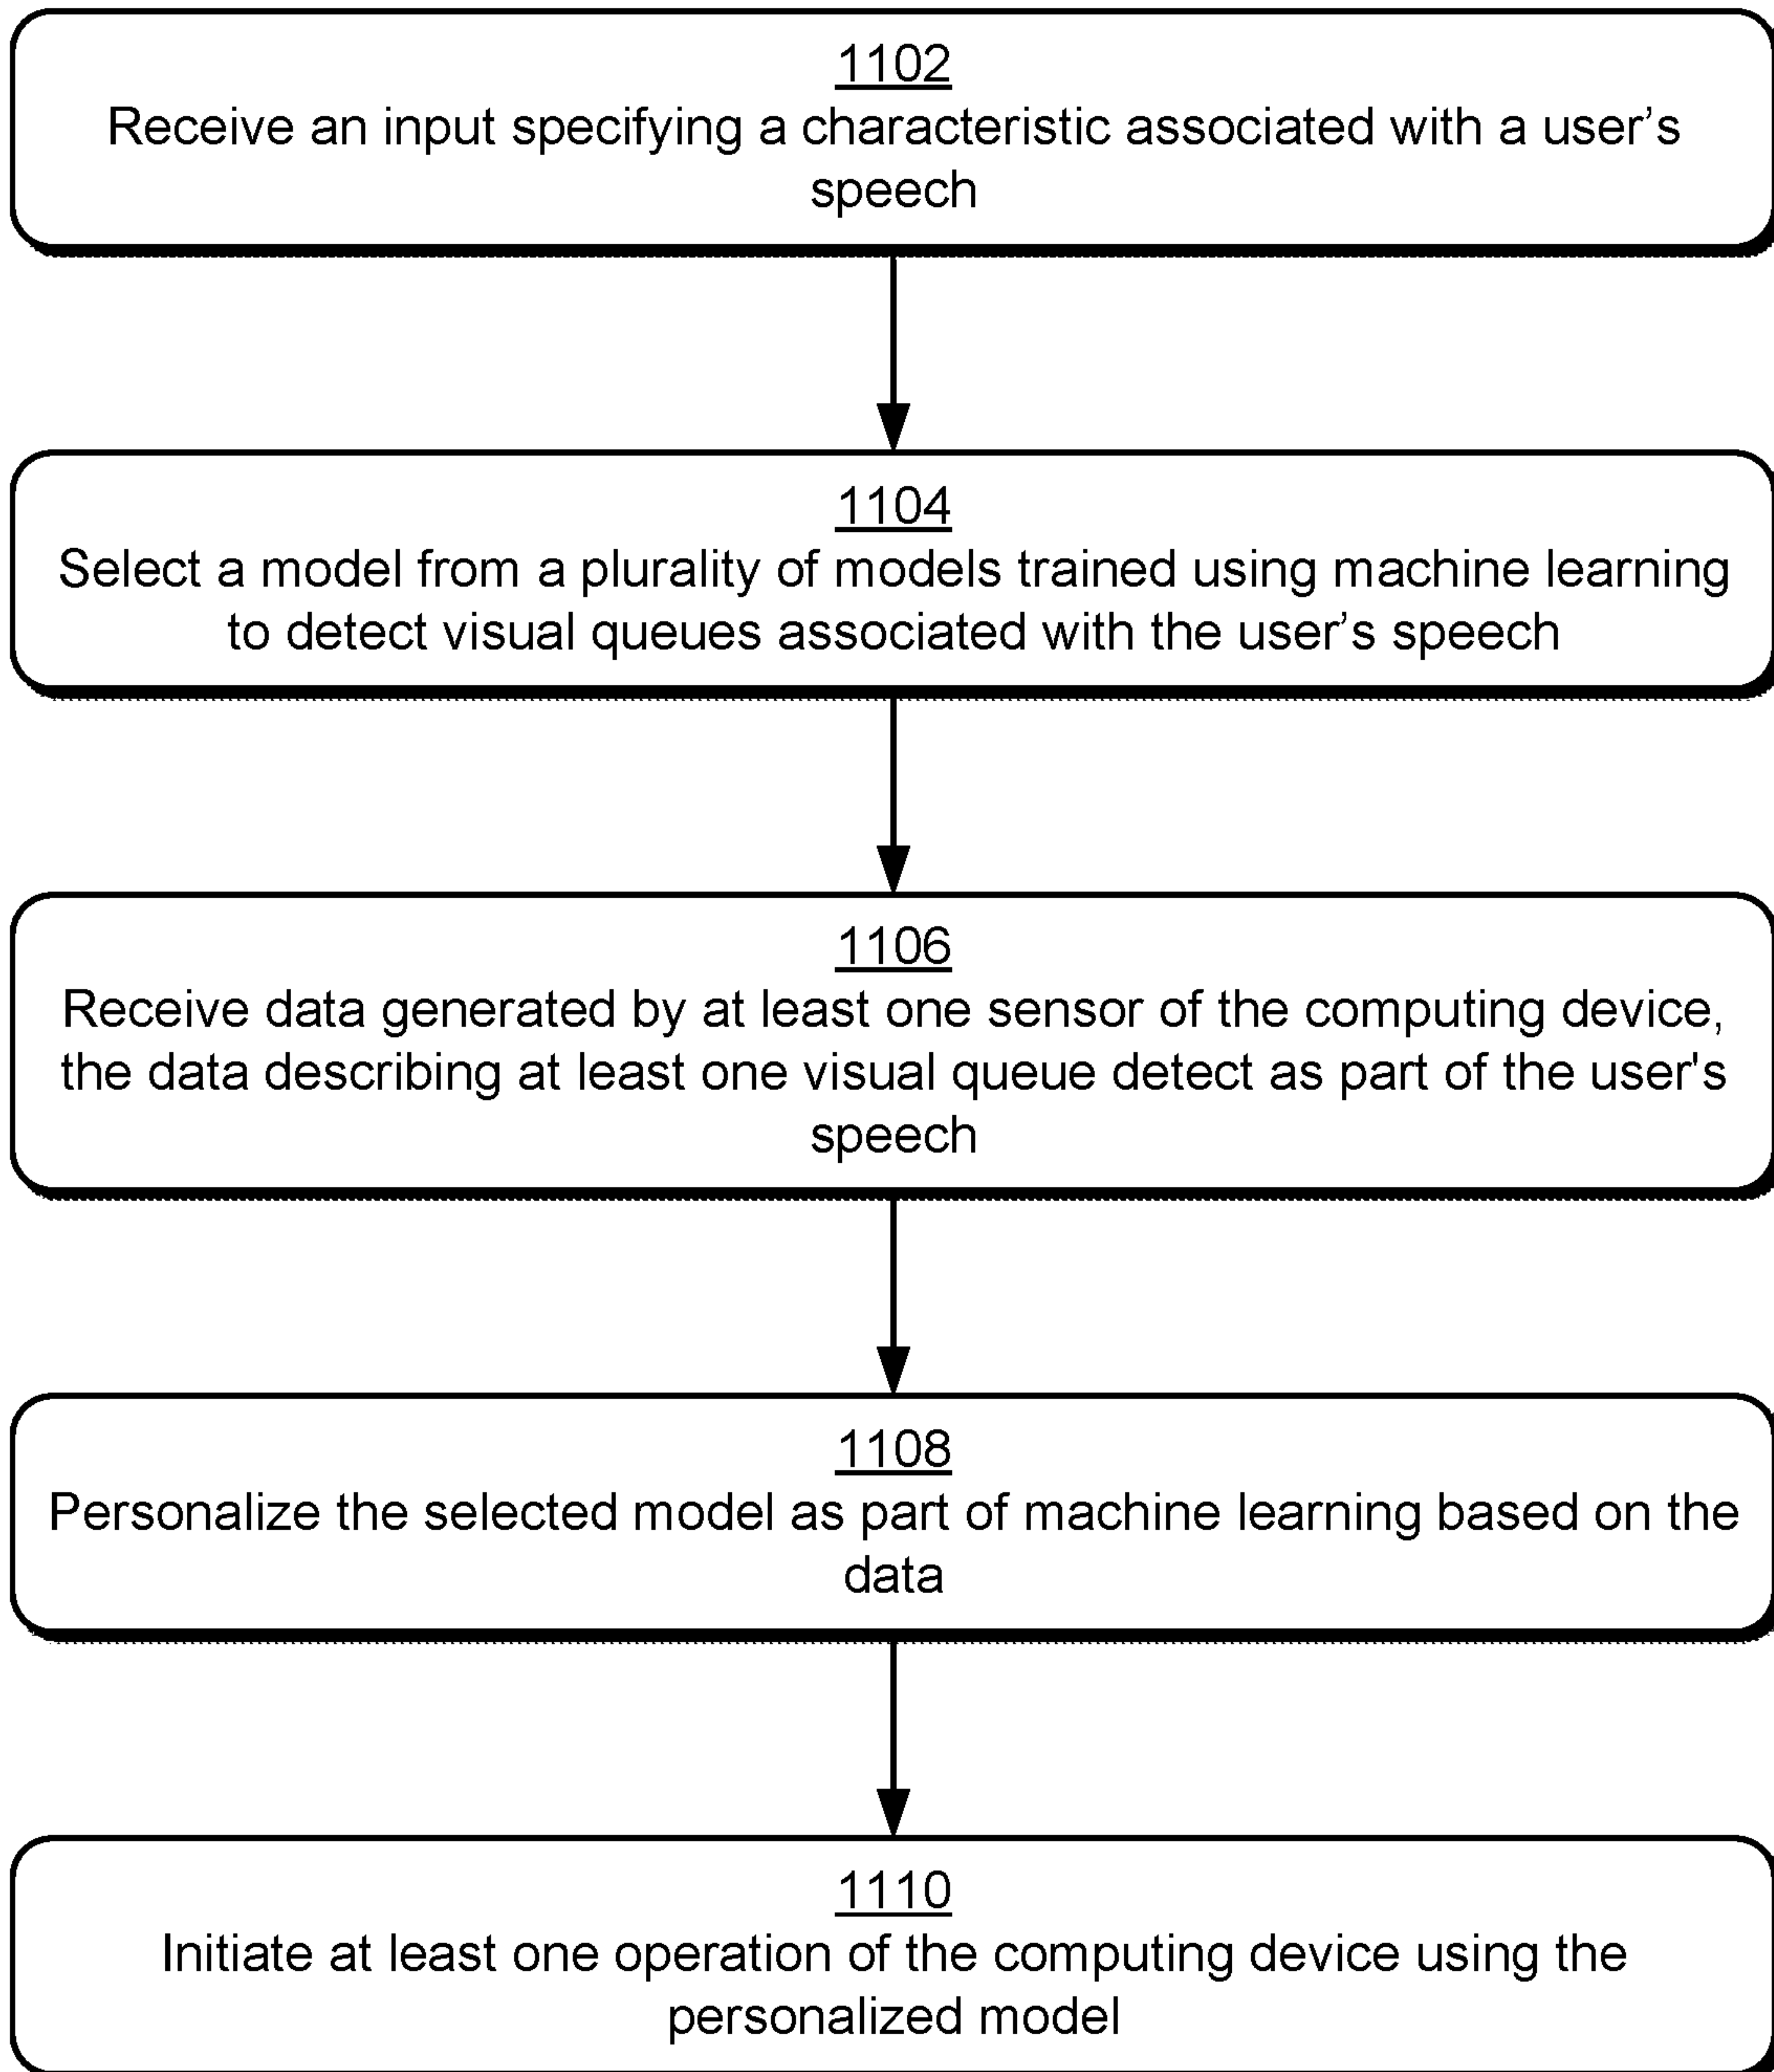 1102
Receive an input specifying a characteristic associated with a user’s
speech
1104
Select a model from a plurality of models trained using machine learning
to detect visual queues associated with the user’s speech
1106
Receive data generated by at least one sensor of the computing device,
the data describing at least one visual queue detect as part of the user's
speech
1108
Personalize the selected model as part of machine learning based on the
data
1110
Initiate at least one operation of the computing device using the
personalized model